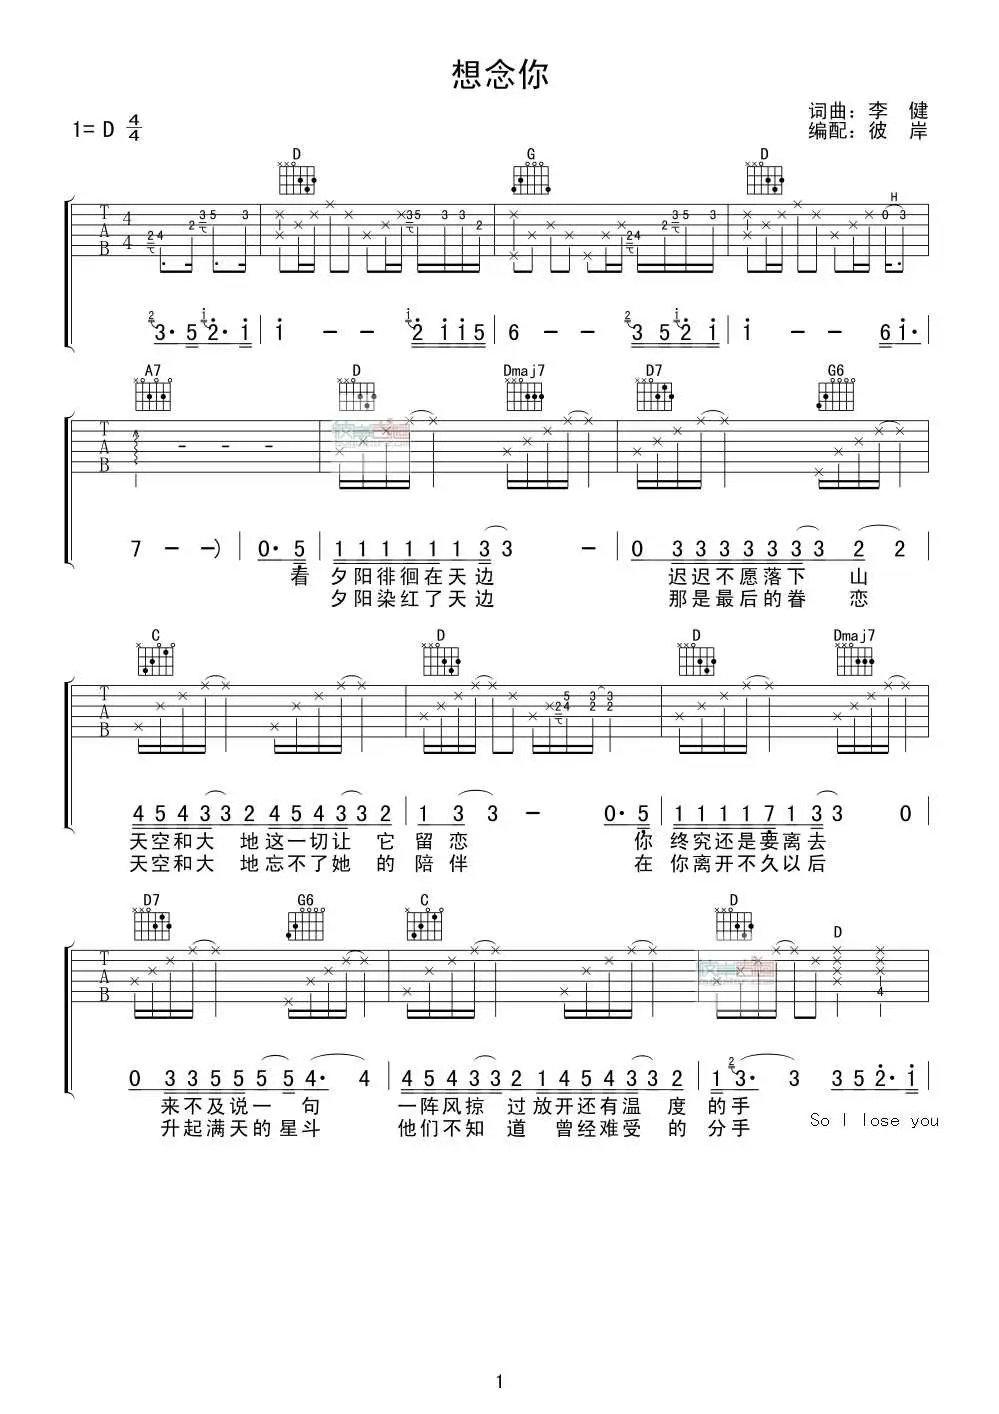 想念你
词曲：李 健
1= D 4/4
编配：彼 岸
D G D
H
T A B 4 4
3· 5 2· i i - - 2 i i 5 6 - - 3 5 2 i i - - 6 i·
A7 D Dmaj7 D7 G6
T A B
7 - -) 0· 5 1 1 1 1 1 1 3 3 - 0 3 3 3 3 3 3 3 2 2
看 夕阳徘徊在天边 迟迟不愿落下 山
夕阳染红了天边 那是最后的眷 恋
C D D Dmaj7
T A B
4 5 4 3 3 2 4 5 4 3 3 2 1 3 3 - 0· 5 1 1 1 1 7 1 3 3 0
天空和大 地这一切让 它 留恋 你 终究还是要离去
天空和大 地忘不了她 的 陪伴 在 你离开不久以后
D7 G6 C D
D
T A B
0 3 3 5 5 5 5 5 4· 4 4 5 4 3 3 2 1 4 5 4 3 3 2 1 3· 3 3 5 2· i
来不及说一 句 一阵风掠 过放开还有温 度 的手
升起满天的星斗 他们不知 道 曾经难受 的 分手 So I lose you
1